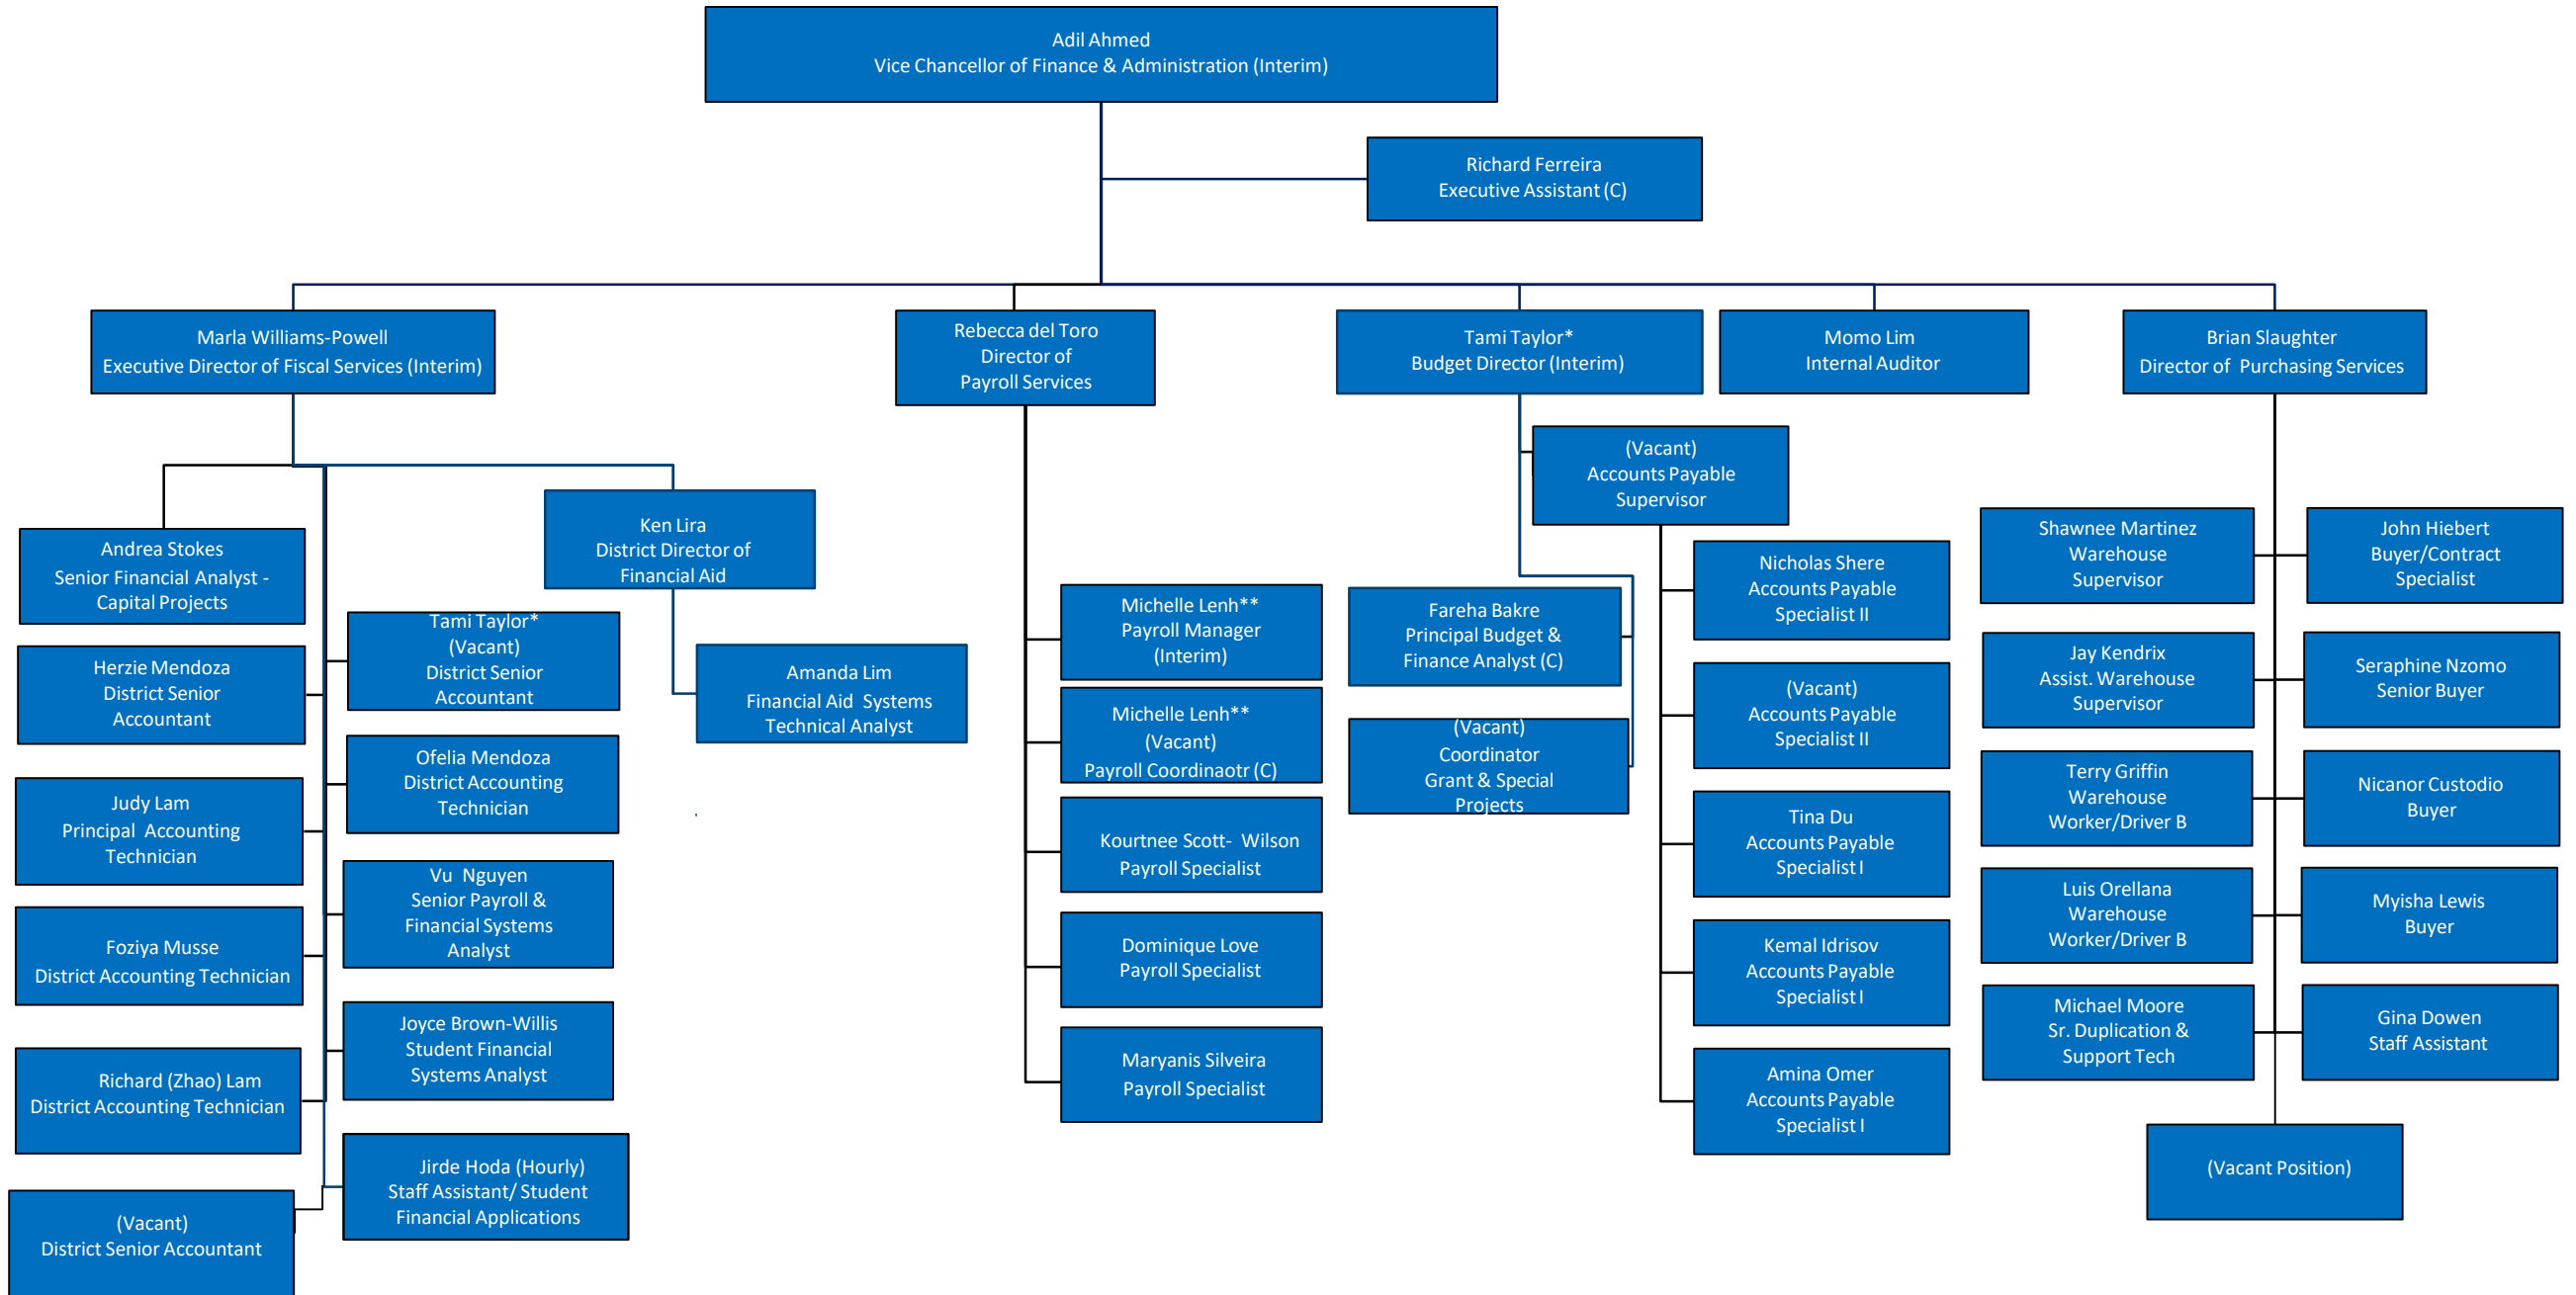 Adil Ahmed
Vice Chancellor of Finance & Administration (Interim)
Richard Ferreira
Executive Assistant (C)
Marla Williams-Powell
Executive Director of Fiscal Services (Interim)
Rebecca del Toro
Director of
Payroll Services
Tami Taylor*
Budget Director (Interim)
Momo Lim
Internal Auditor
Brian Slaughter
Director of Purchasing Services
Andrea Stokes
Senior Financial Analyst -
Capital Projects
Herzie Mendoza
District Senior
Accountant
Judy Lam
Principal Accounting
Technician
Foziya Musse
District Accounting Technician
Richard (Zhao) Lam
District Accounting Technician
(Vacant)
District Senior Accountant
Tami Taylor*
(Vacant)
District Senior
Accountant
Ofelia Mendoza
District Accounting
Technician
Vu Nguyen
Senior Payroll &
Financial Systems
Analyst
Joyce Brown-Willis
Student Financial
Systems Analyst
Jirde Hoda (Hourly)
Staff Assistant/ Student
Financial Applications
Ken Lira
District Director of
Financial Aid
Amanda Lim
Financial Aid Systems
Technical Analyst
Michelle Lenh**
Payroll Manager
(Interim)
Michelle Lenh**
(Vacant)
Payroll Coordinaotr (C)
Kourtnee Scott- Wilson
Payroll Specialist
Dominique Love
Payroll Specialist
Maryanis Silveira
Payroll Specialist
(Vacant)
Accounts Payable
Supervisor
Fareha Bakre
Principal Budget &
Finance Analyst (C)
(Vacant)
Coordinator
Grant & Special
Projects
Nicholas Shere
Accounts Payable
Specialist II
(Vacant)
Accounts Payable
Specialist II
Tina Du
Accounts Payable
Specialist I
Kemal Idrisov
Accounts Payable
Specialist I
Amina Omer
Accounts Payable
Specialist I
Shawnee Martinez
Warehouse
Supervisor
Jay Kendrix
Assist. Warehouse
Supervisor
Terry Griffin
Warehouse
Worker/Driver B
Luis Orellana
Warehouse
Worker/Driver B
Michael Moore
Sr. Duplication &
Support Tech
John Hiebert
Buyer/Contract
Specialist
Seraphine Nzomo
Senior Buyer
Nicanor Custodio
Buyer
Myisha Lewis
Buyer
Gina Dowen
Staff Assistant
(Vacant Position)